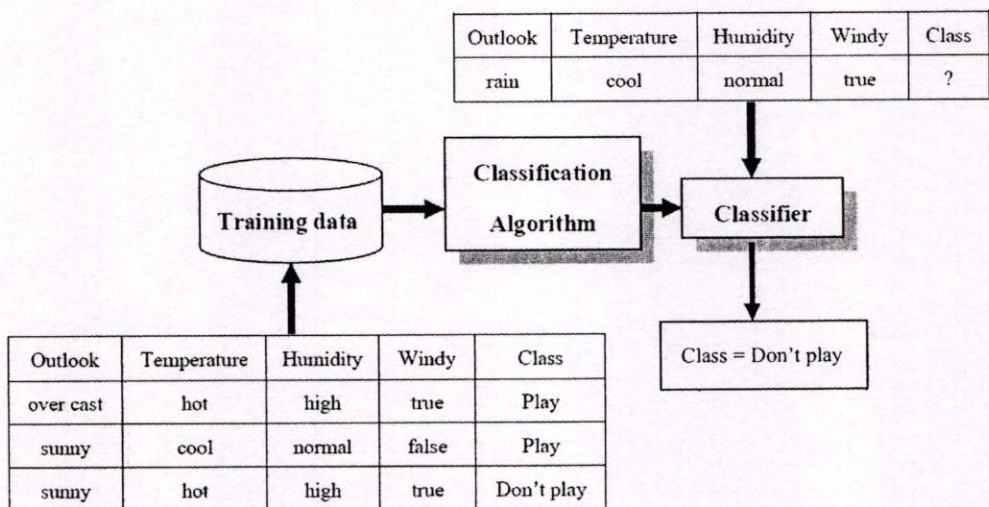 Outlook Temperature Humidity Windy Class
rain cool normal true ?
Classification
Algorithm
Training data
Classifier
Class = Don't play
Outlook Temperature Humidity Windy Class
over cast hot high true Play
sunny cool normal false Play
sunny hot high true Don't play